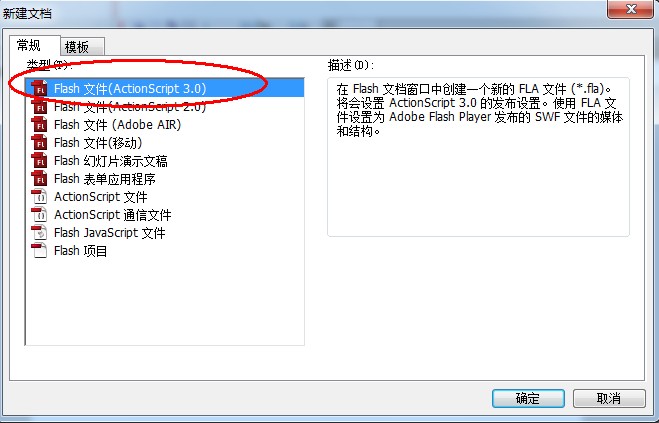 新建文档
常规
模板
类型(T):
描述(D):
Flash 文件(ActionScript 3.0)
Flash 文件(ActionScript 2.0)
Flash 文件 (Adobe AIR)
Flash 文件(移动)
Flash 幻灯片演示文稿
Flash 表单应用程序
ActionScript 文件
ActionScript 通信文件
Flash JavaScript 文件
Flash 项目
在 Flash 文档窗口中创建一个新的 FLA 文件 (*.fla)。
将会设置 ActionScript 3.0 的发布设置。使用 FLA 文
件设置为 Adobe Flash Player 发布的 SWF 文件的媒体
和结构。
确定
取消